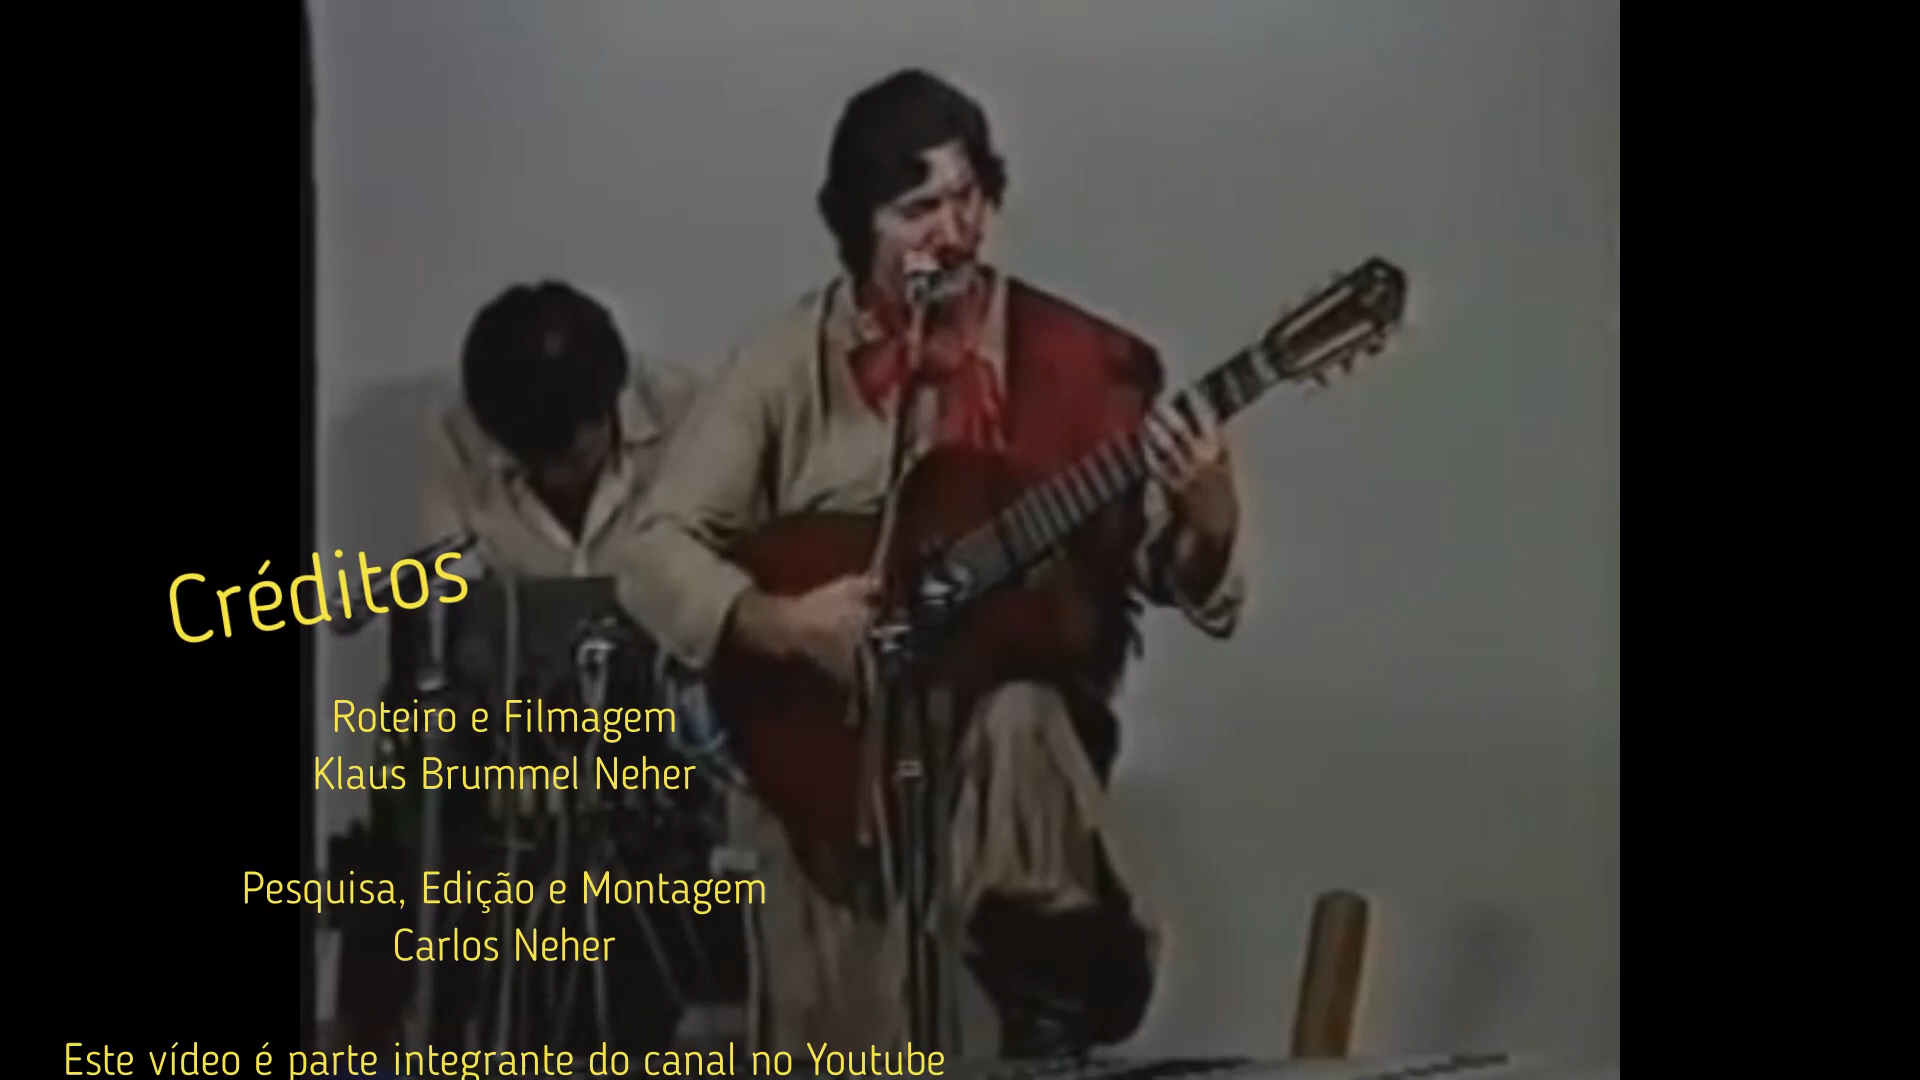 Créditos
Roteiro e Filmagem
Klaus Brummel Neher
Pesquisa, Edição e Montagem
Carlos Neher
Este vídeo é parte integrante do canal no Youtube